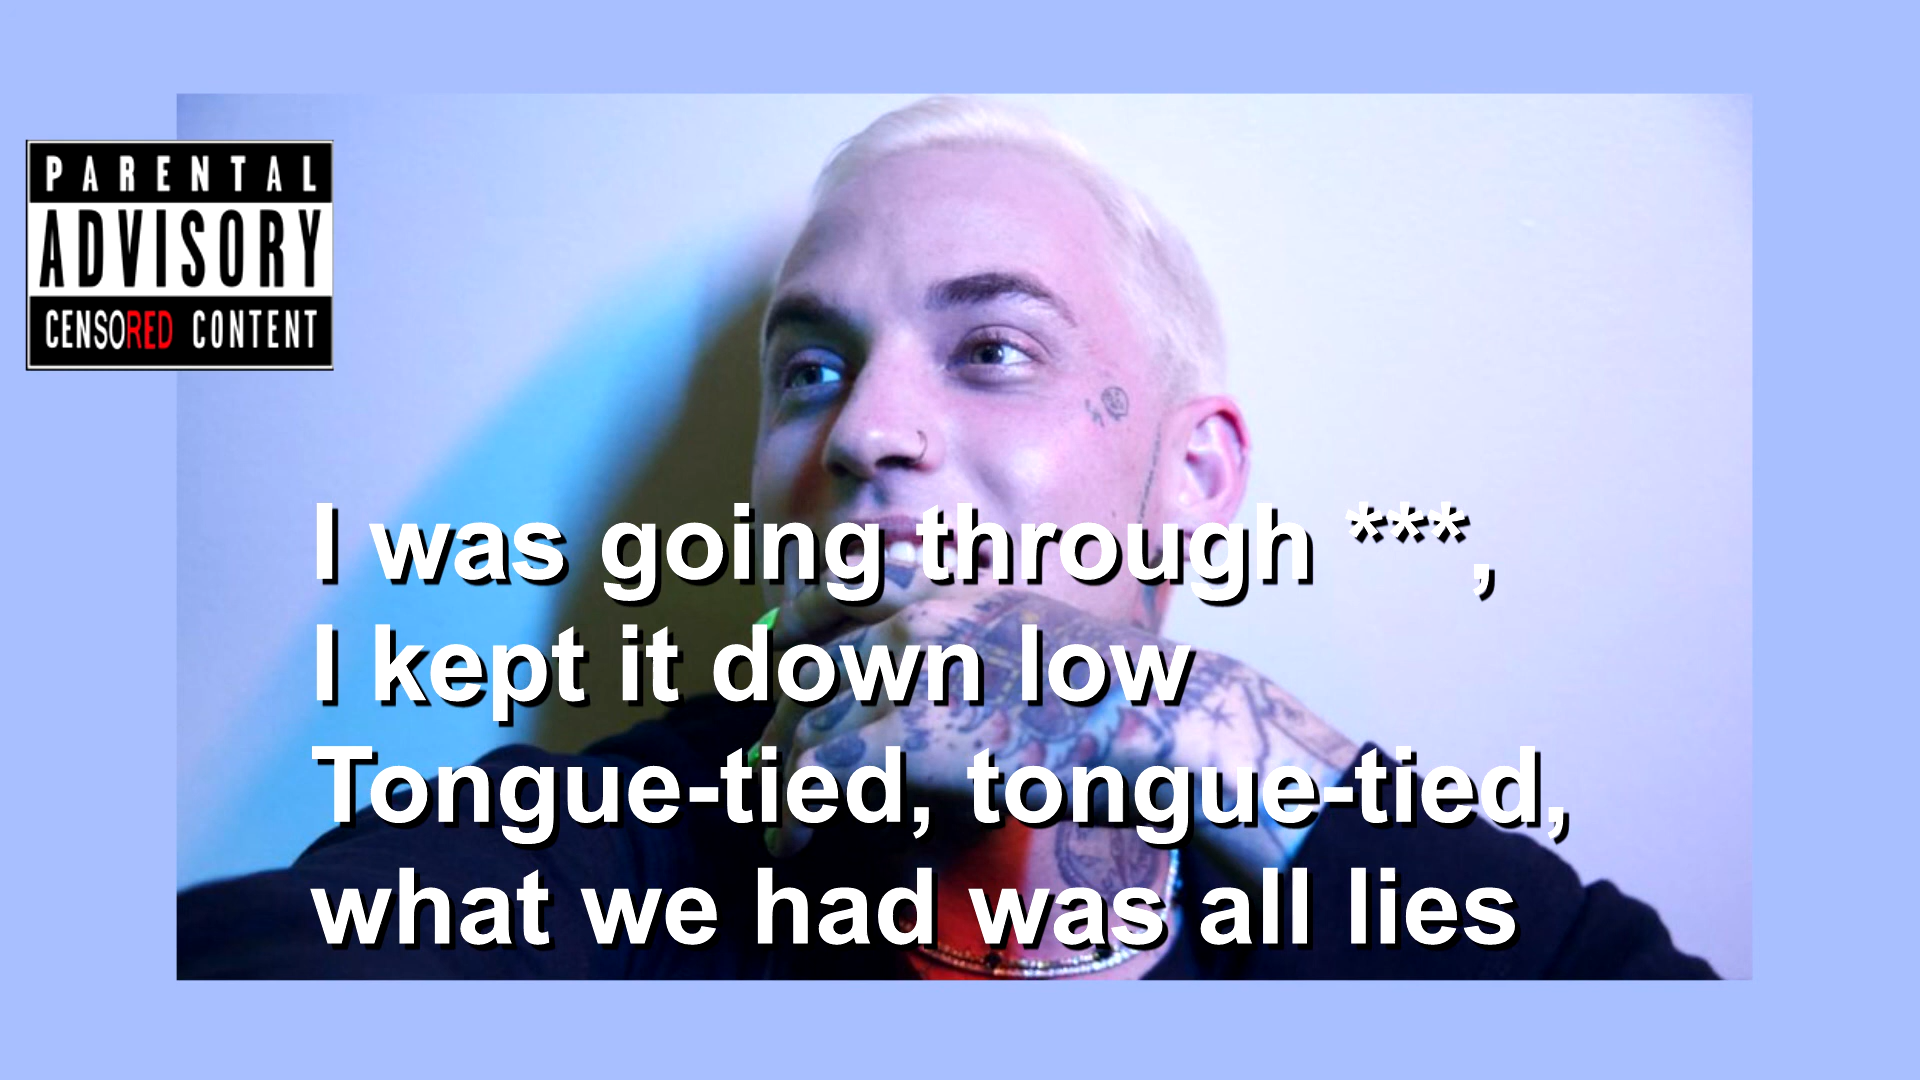 PARENTAL
ADVISORY
CENSORED CONTENT
I was going through ***,
I kept it down low
Tongue-tied, tongue-tied,
what we had was all lies